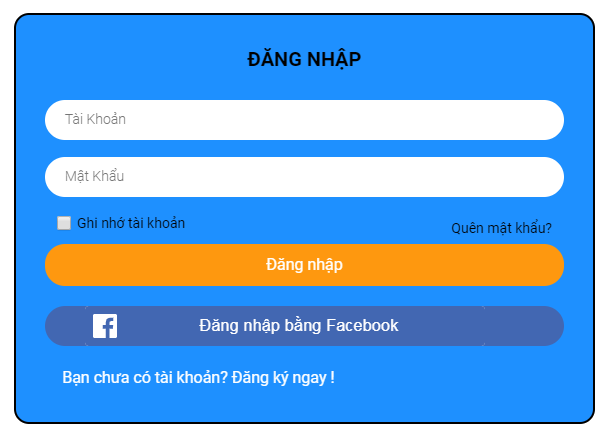 ĐĂNG NHẬP
Tài Khoản
Mật Khẩu
Ghi nhớ tài khoản
Quên mật khẩu?
Đăng nhập
Đăng nhập bằng Facebook
Bạn chưa có tài khoản? Đăng ký ngay !